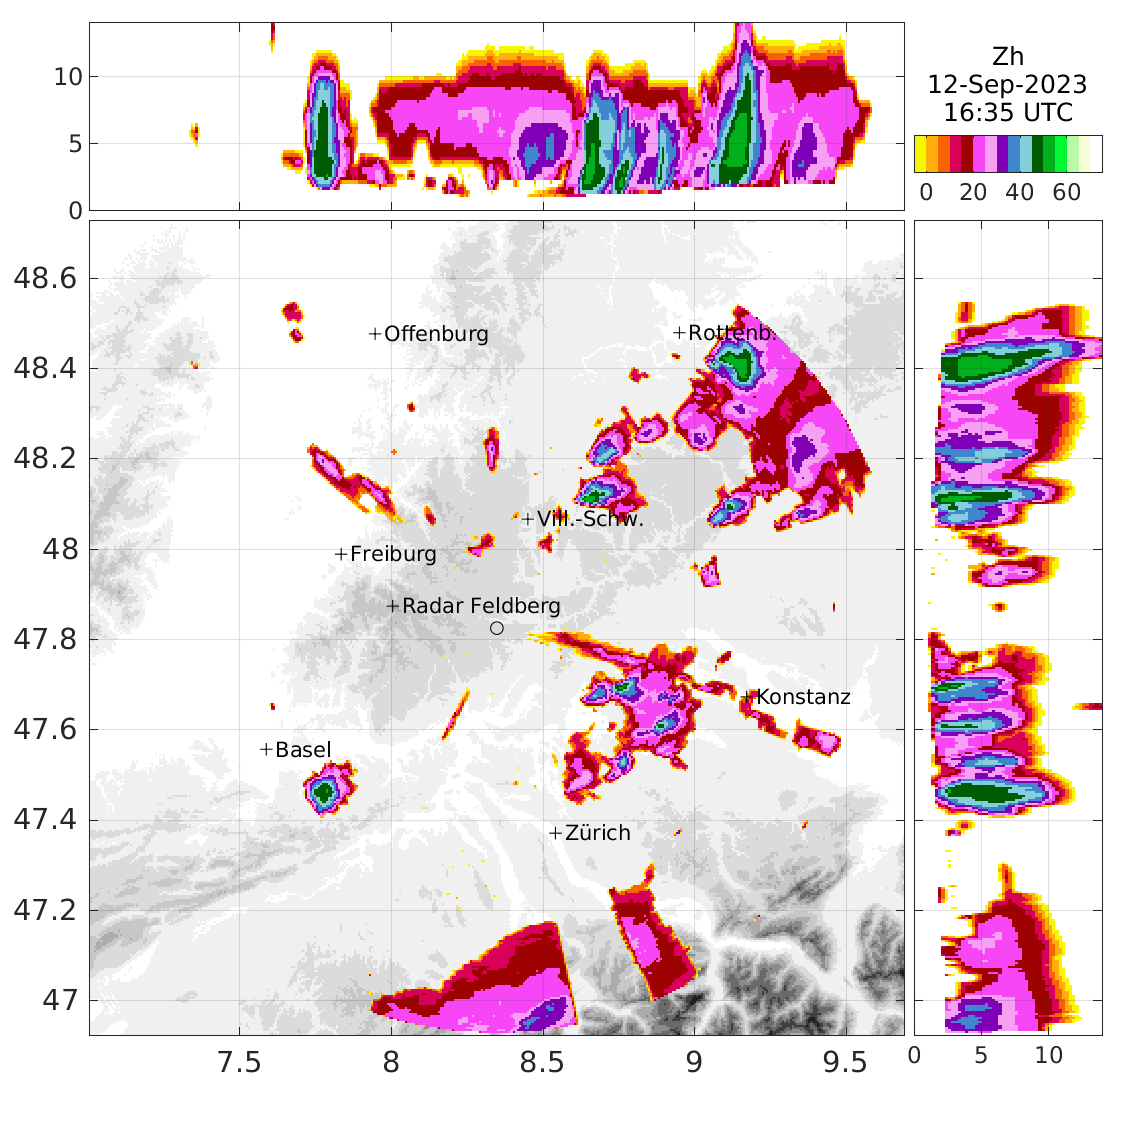 10
5
0
Zh
12-Sep-2023
16:35 UTC
0 20 40 60
48.6
48.4
48.2
48
47.8
47.6
47.4
47.2
47
+Offenburg
+Rottenb.
+Vill.-Schw.
+Freiburg
+Radar Feldberg
+Konstanz
+Basel
+Zürich
7.5 8 8.5 9 9.5
0 5 10